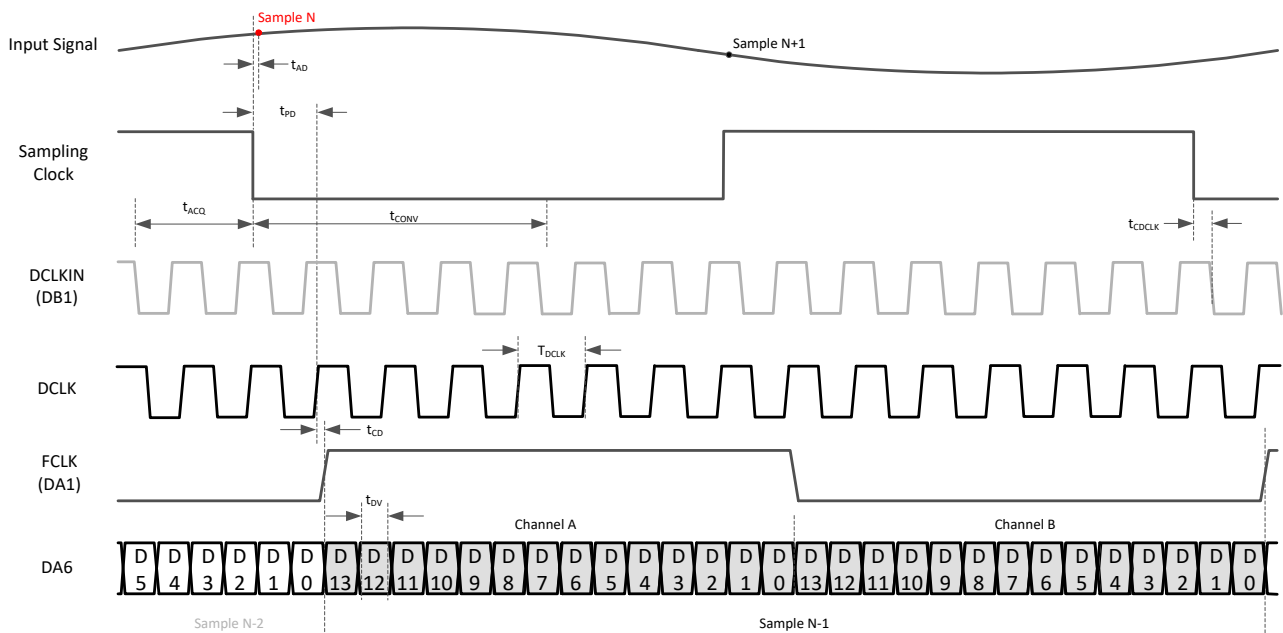 Sample N
Input Signal
Sample N+1
tAD
tPD
Sampling
Clock
tACQ
tCONV
tCDCLK
DCLKIN
(DB1)
TDCLK
DCLK
tCD
FCLK
(DA1)
tDV
Channel A
Channel B
DA6
D D D D D D D D D D D D D D D D D D D D D D D D D D D D D D D D D D
5 4 3 2 1 0 13 12 11 10 9 8 7 6 5 4 3 2 1 0 13 12 11 10 9 8 7 6 5 4 3 2 1 0
Sample N-2
Sample N-1